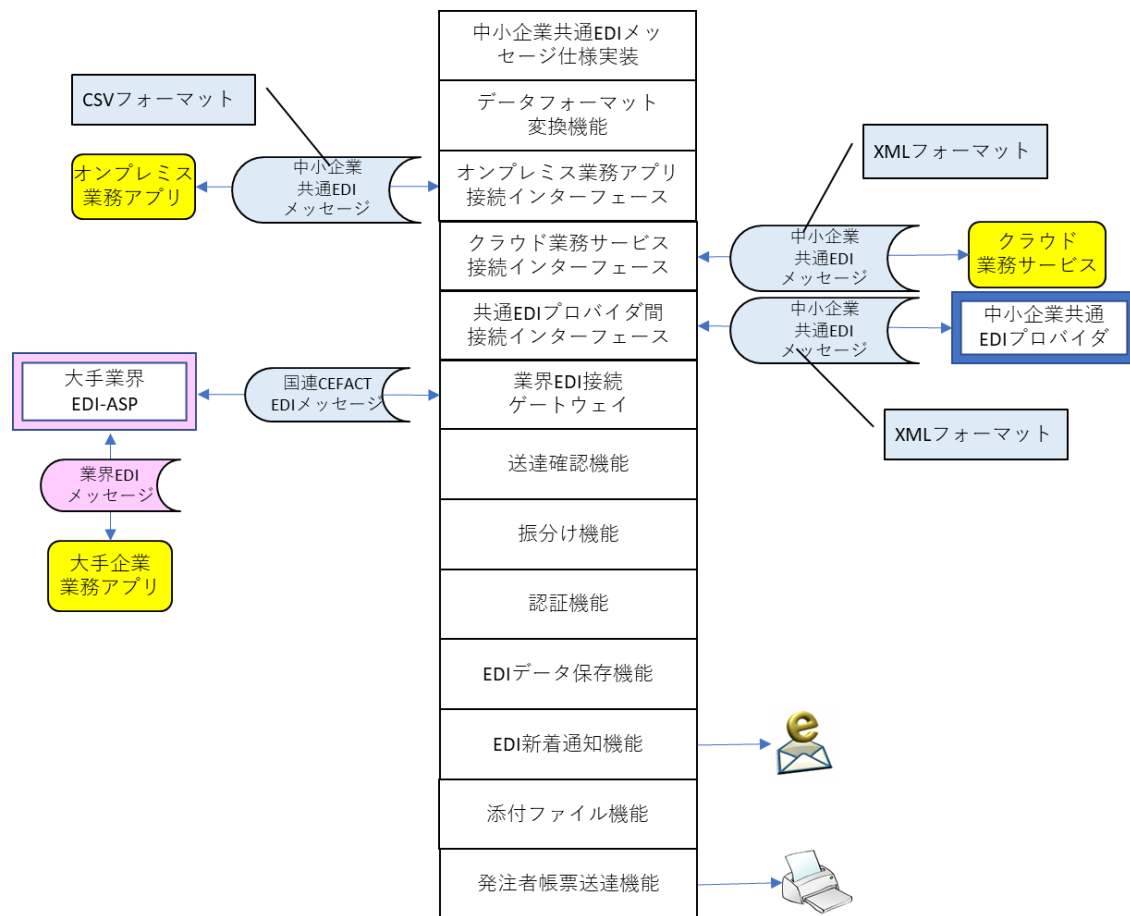 中小企業共通EDIメッ
セージ仕様実装
CSVフォーマット
データフォーマット
変換機能
XMLフォーマット
オンプレミス
業務アプリ
中小企業
共通EDI
メッセージ
オンプレミス業務アプリ
接続インターフェース
クラウド業務サービス
接続インターフェース
中小企業
共通EDI
メッセージ
クラウド
業務サービス
共通EDIプロバイダ間
接続インターフェース
中小企業
共通EDI
メッセージ
中小企業共通
EDIプロバイダ
大手業界
EDI-ASP
国連CEFACT
EDIメッセージ
業界EDI接続
ゲートウェイ
XMLフォーマット
送達確認機能
業界EDI
メッセージ
振分け機能
大手企業
業務アプリ
認証機能
EDIデータ保存機能
EDI新着通知機能
添付ファイル機能
発注者帳票送達機能